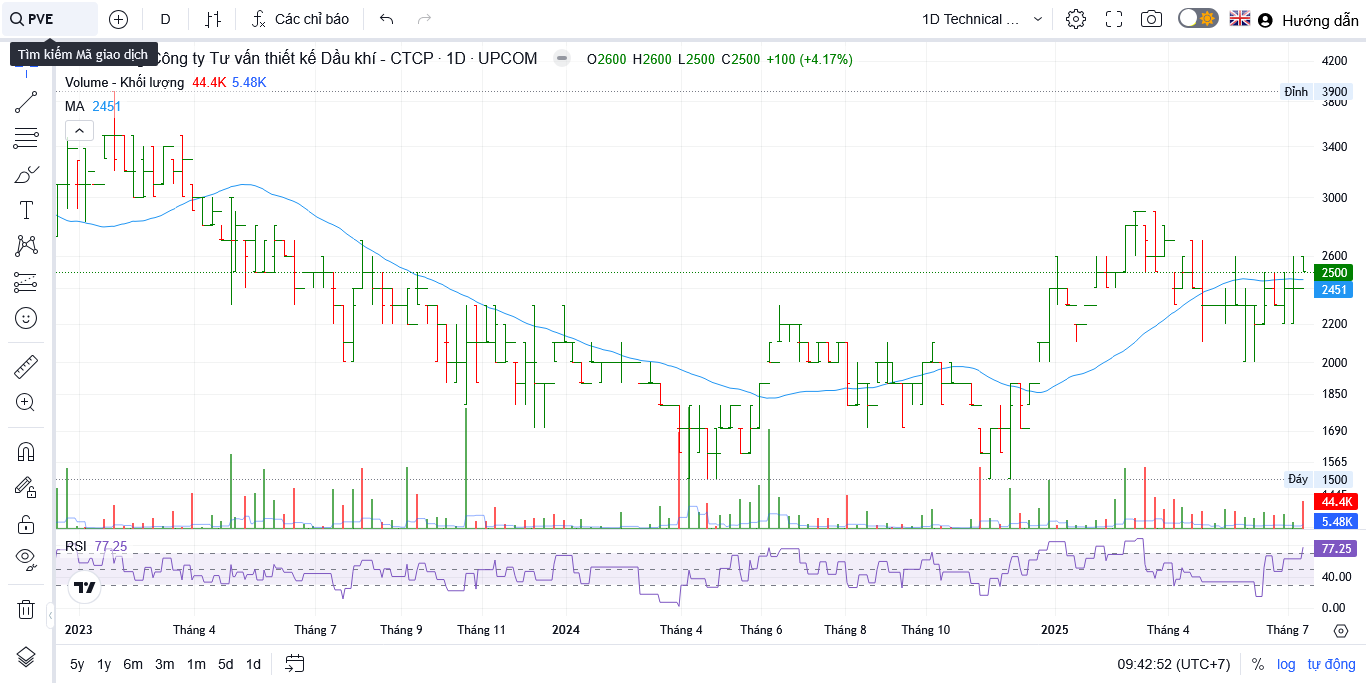 PVE
D
Các chỉ báo
1D Technical ...
Hướng dẫn
Tìm kiếm Mã giao dịch
Công ty Tư vấn thiết kế Dầu khí - CTCP · 1D · UPCOM
O2600 H2600 L2500 C2500 +100 (+4.17%)
Volume - Khối lượng 44.4K 5.48K
MA 2451
4200
Đỉnh 3900
3800
3400
3000
2600
2500
2451
2200
2000
1850
1690
1565
Đáy 1500
44.4K
5.48K
RSI 77.25
77.25
40.00
0.00
2023 Tháng 4 Tháng 7 Tháng 9 Tháng 11 2024 Tháng 4 Tháng 6 Tháng 8 Tháng 10 2025 Tháng 4 Tháng 7
5y 1y 6m 3m 1m 5d 1d
09:42:52 (UTC+7) % log tự động